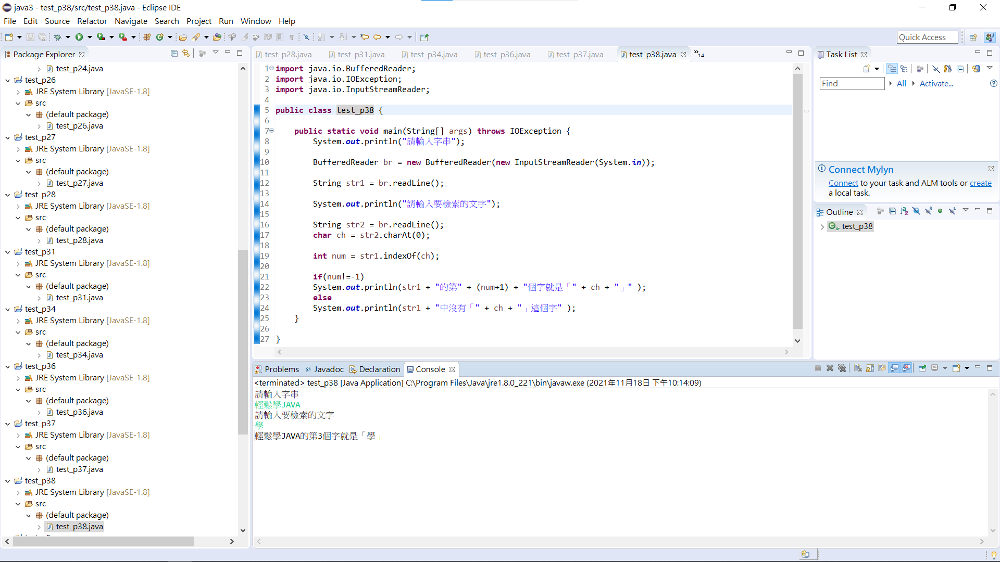 java3 - test_p38/src/test_p38.java - Eclipse IDE
File Edit Source Refactor Navigate Search Project Run Window Help
Quick Access
Package Explorer
test_p24.java
test_p26
JRE System Library [JavaSE-1.8]
src
(default package)
test_p26.java
test_p27
JRE System Library [JavaSE-1.8]
src
(default package)
test_p27.java
test_p28
JRE System Library [JavaSE-1.8]
src
(default package)
test_p28.java
test_p31
JRE System Library [JavaSE-1.8]
src
(default package)
test_p31.java
test_p34
JRE System Library [JavaSE-1.8]
src
(default package)
test_p34.java
test_p36
JRE System Library [JavaSE-1.8]
src
(default package)
test_p36.java
test_p37
JRE System Library [JavaSE-1.8]
src
(default package)
test_p37.java
test_p38
JRE System Library [JavaSE-1.8]
src
(default package)
test_p38.java
test_p28.java test_p31.java test_p34.java test_p36.java test_p37.java test_p38.java »14
1 import java.io.BufferedReader;
2 import java.io.IOException;
3 import java.io.InputStreamReader;
4
5 public class test_p38 {
6
7 public static void main(String[] args) throws IOException {
8 System.out.println("請輸入字串");
9
10 BufferedReader br = new BufferedReader(new InputStreamReader(System.in));
11
12 String str1 = br.readLine();
13
14 System.out.println("請輸入要檢索的文字");
15
16 String str2 = br.readLine();
17 char ch = str2.charAt(0);
18
19 int num = str1.indexOf(ch);
20
21 if(num!=-1)
22 System.out.println(str1 + "的第" + (num+1) + "個字就是「" + ch + "」" );
23 else
24 System.out.println(str1 + "中沒有「" + ch + "」這個字" );
25 }
26
27 }
Task List
Find All Activate...
Connect Mylyn
Connect to your task and ALM tools or create
a local task.
Outline
test_p38
Problems @ Javadoc Declaration Console
<terminated> test_p38 [Java Application] C:\Program Files\Java\jre1.8.0_221\bin\javaw.exe (2021年11月18日 下午10:14:09)
請輸入字串
輕鬆學JAVA
請輸入要檢索的文字
學
輕鬆學JAVA的第3個字就是「學」